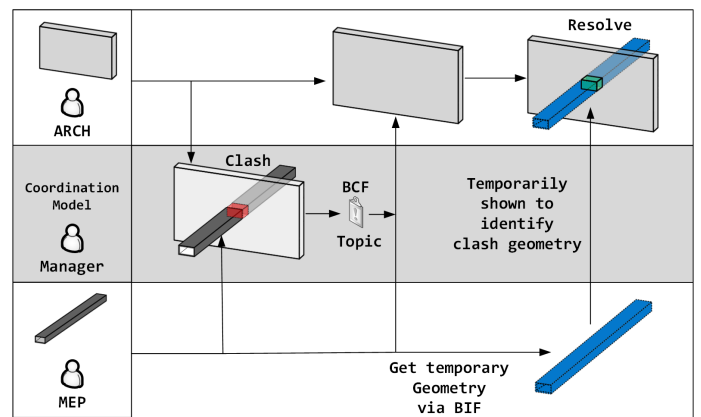 Resolve
ARCH
Clash
Coordination
Model
Manager
BCF
Topic
Temporarily
shown to
identify
clash geometry
MEP
Get temporary
Geometry
via BIF